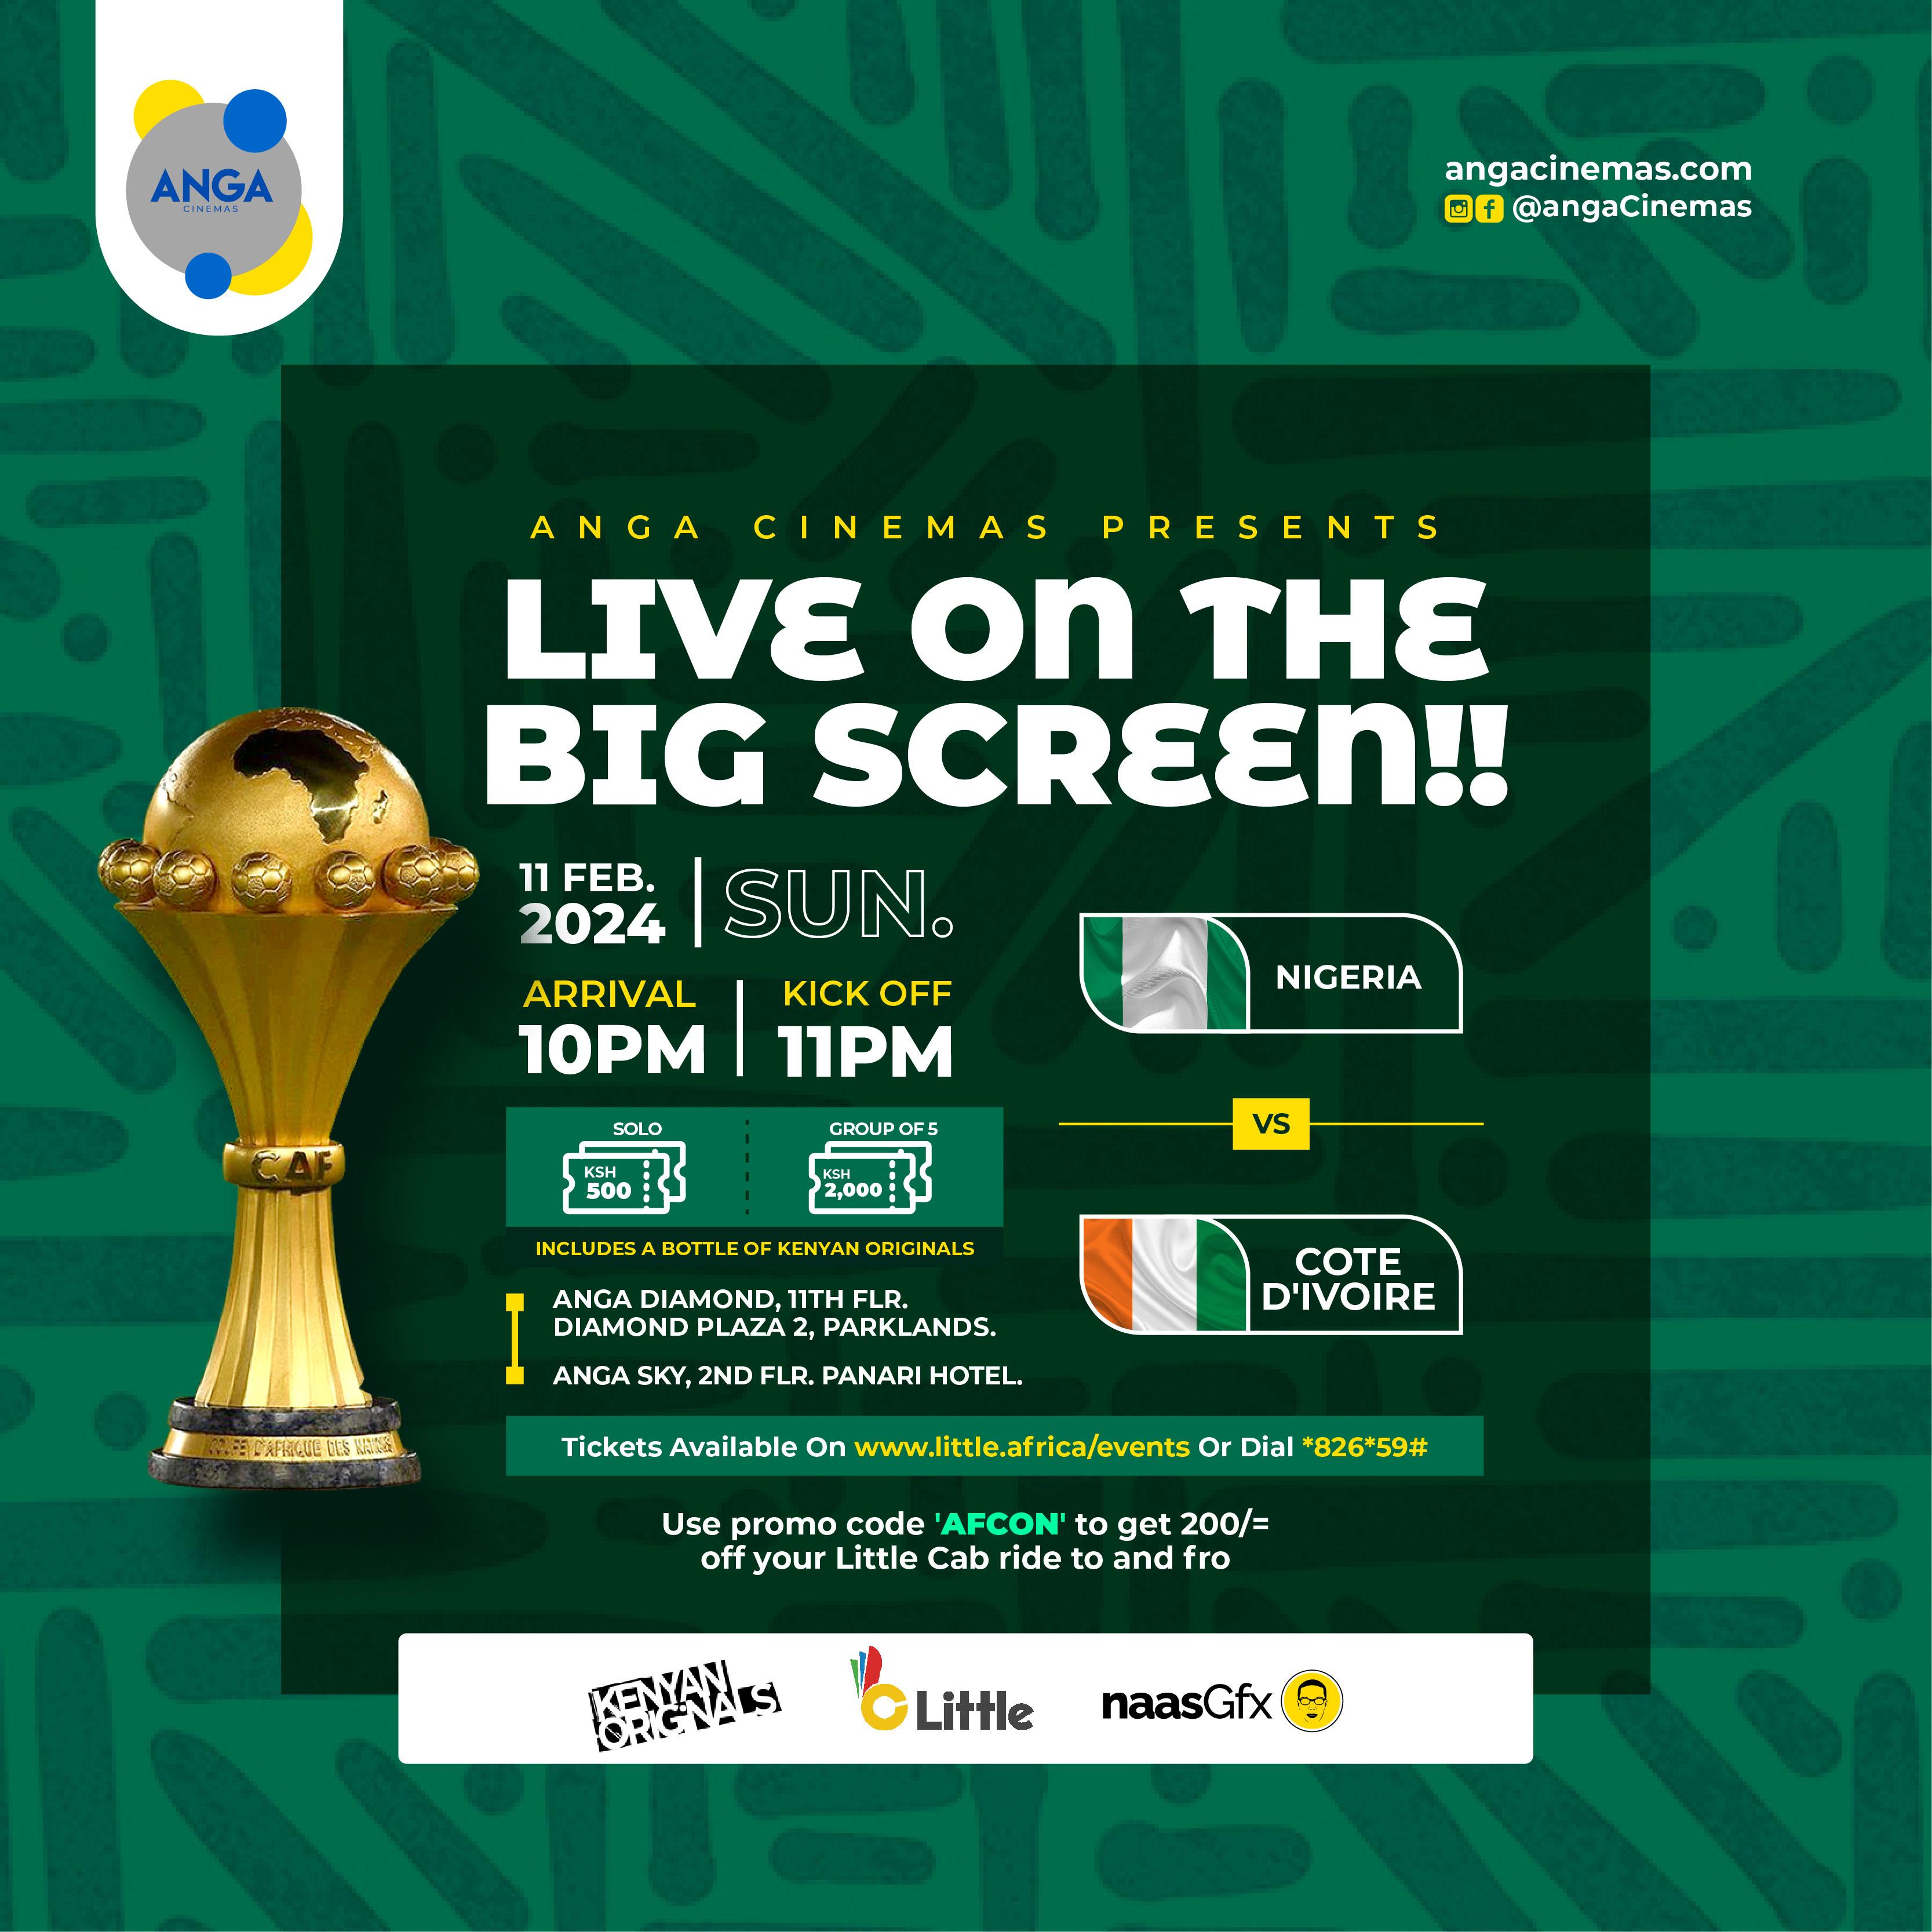 ANGA
CINEMAS
angacinemas.com
@angaCinemas
ANGA CINEMAS PRESENTS
LIVE ON THE
BIG SCREEN!!
11 FEB.
2024
SUN.
ARRIVAL
10PM
KICK OFF
11PM
NIGERIA
VS
COTE
D'IVOIRE
SOLO
KSH
500
GROUP OF 5
KSH
2,000
INCLUDES A BOTTLE OF KENYAN ORIGINALS
ANGA DIAMOND, 11TH FLR.
DIAMOND PLAZA 2, PARKLANDS.
ANGA SKY, 2ND FLR. PANARI HOTEL.
CAF
COUPE D'AFRIQUE DES NATIONS
Tickets Available On www.little.africa/events Or Dial *826*59#
Use promo code 'AFCON' to get 200/=
off your Little Cab ride to and fro
KENYAN
ORIGINALS
Little
naasGfx